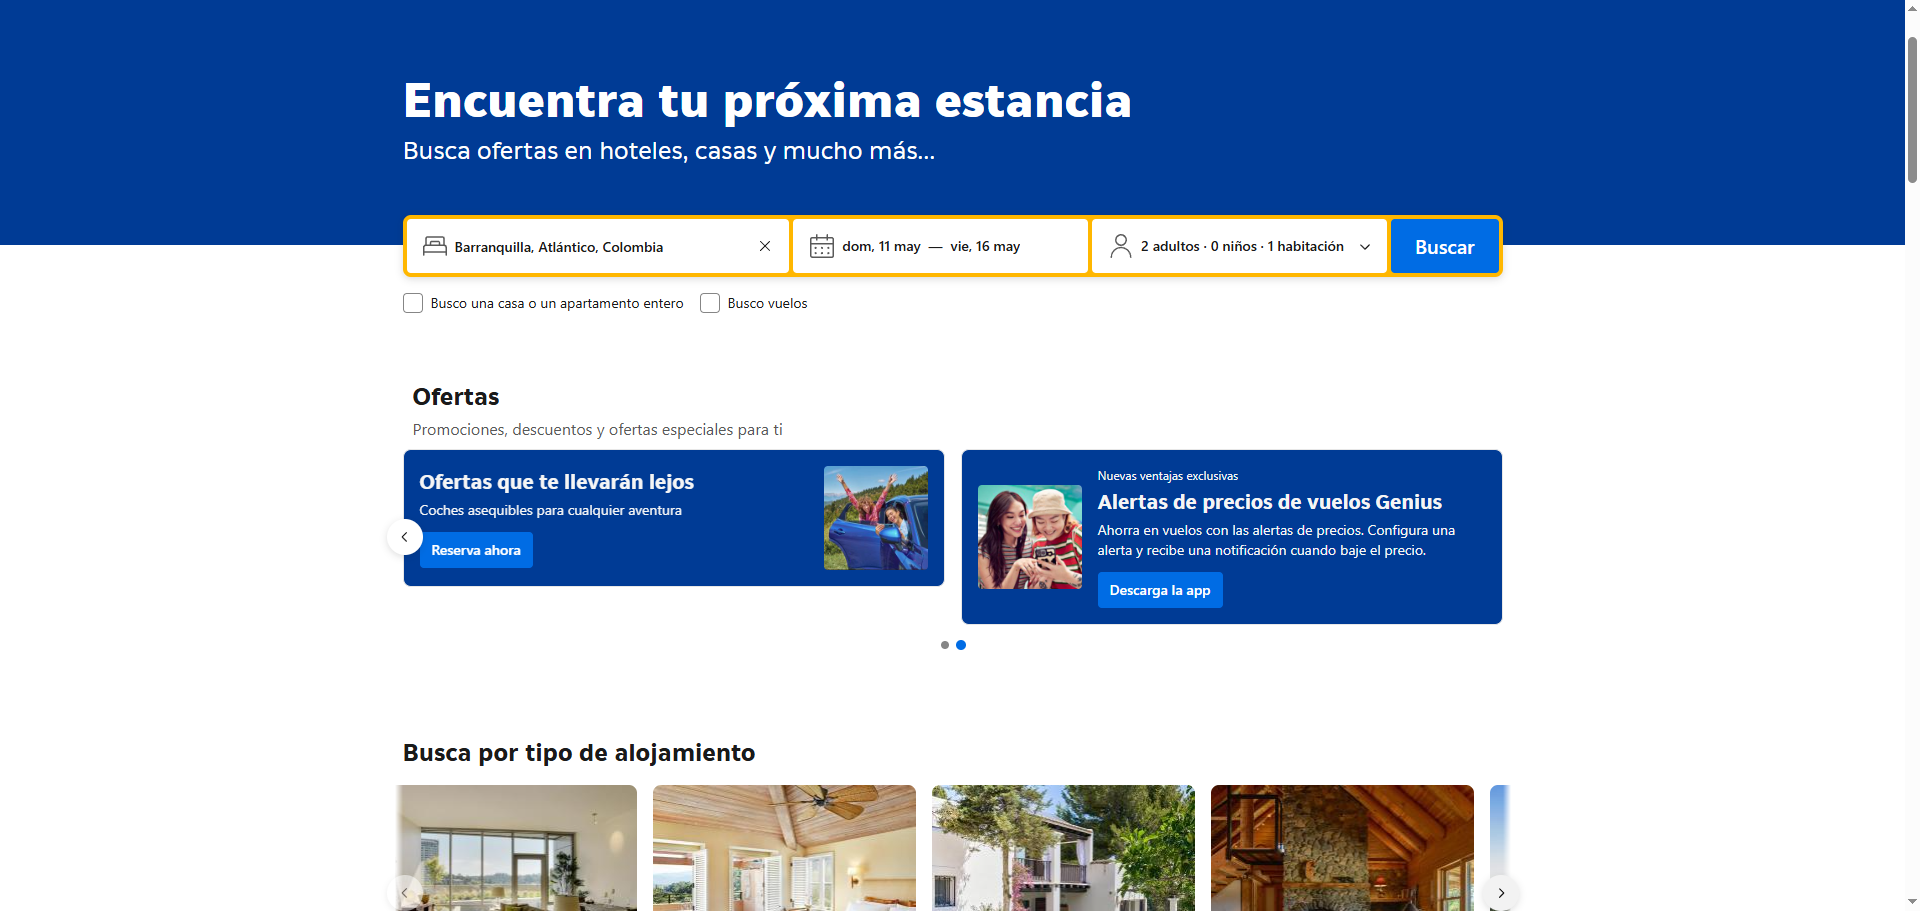 Encuentra tu próxima estancia
Busca ofertas en hoteles, casas y mucho más...
Barranquilla, Atlántico, Colombia
dom, 11 may — vie, 16 may
2 adultos · 0 niños · 1 habitación
Buscar
Busco una casa o un apartamento entero
Busco vuelos
Ofertas
Promociones, descuentos y ofertas especiales para ti
Ofertas que te llevarán lejos
Coches asequibles para cualquier aventura
Reserva ahora
Nuevas ventajas exclusivas
Alertas de precios de vuelos Genius
Ahorra en vuelos con las alertas de precios. Configura una
alerta y recibe una notificación cuando baje el precio.
Descarga la app
Busca por tipo de alojamiento